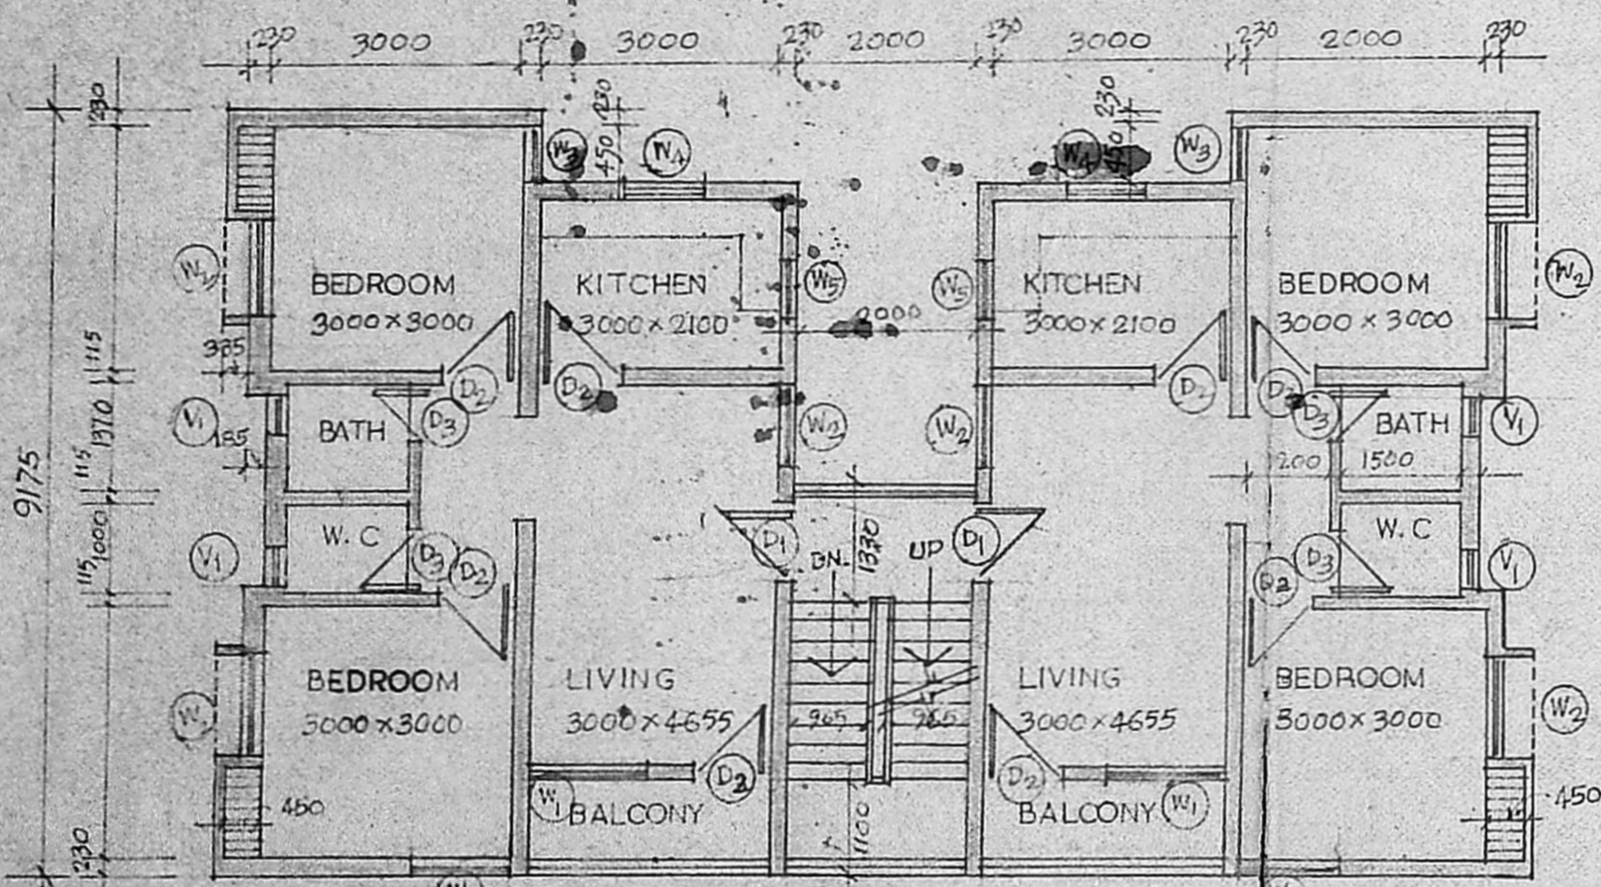 230 3000 230 3000 230 2000 230 3000 230 2000 230
230 230 230
W3 450 W4 W4 450 W3
BEDROOM KITCHEN W5 W5 KITCHEN BEDROOM W2
3000×3000 3000×2100 2000 3000×2100 3000×3000
385 115
D2 D2 D2 D2
V1 BATH D3 W2 W2 D3 BATH V1
185 1370 1200 1500
9175 115
V1 W.C D3 D2 D1 DN. 1330 UP D1 D2 D3 W.C V1
115 1000
BEDROOM LIVING LIVING BEDROOM
3000×3000 3000×4655 965 965 3000×4655 3000×3000 W2
D2 D2
450 W1 BALCONY 1100 BALCONY W1 450
230